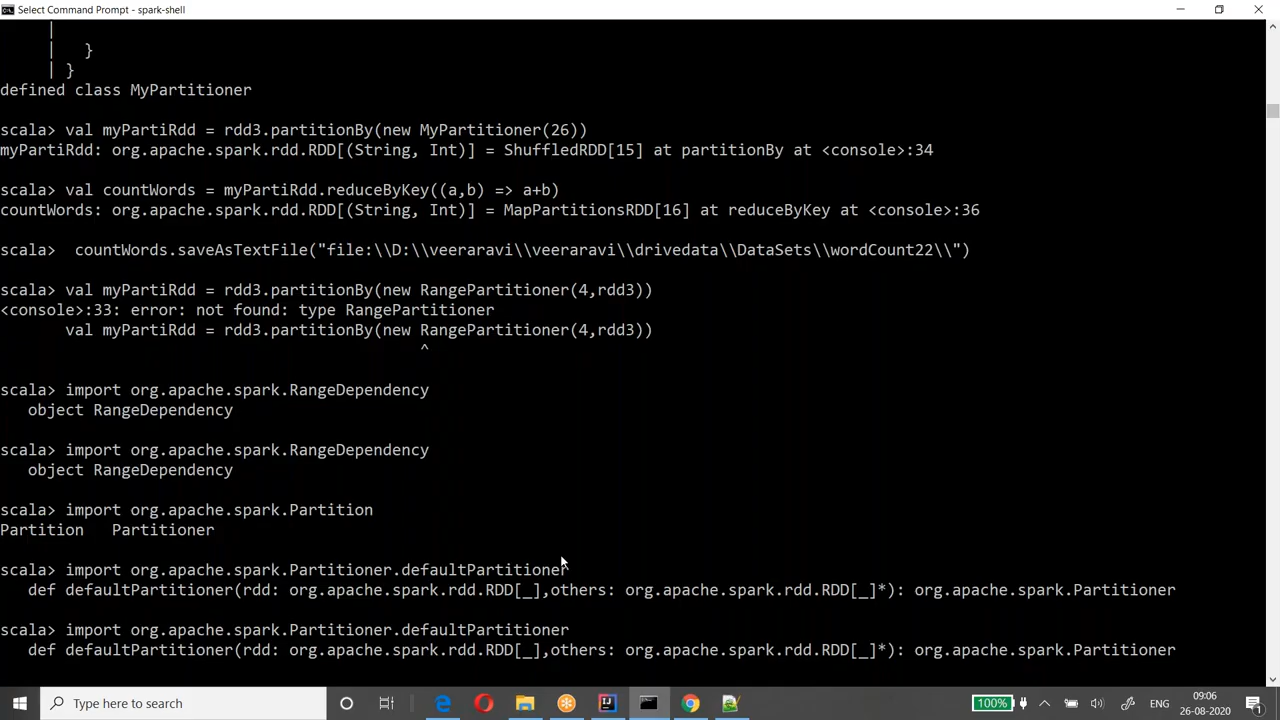 Select Command Prompt - spark-shell
|
|   }
| }
defined class MyPartitioner
scala> val myPartiRdd = rdd3.partitionBy(new MyPartitioner(26))
myPartiRdd: org.apache.spark.rdd.RDD[(String, Int)] = ShuffledRDD[15] at partitionBy at <console>:34
scala> val countWords = myPartiRdd.reduceByKey((a,b) => a+b)
countWords: org.apache.spark.rdd.RDD[(String, Int)] = MapPartitionsRDD[16] at reduceByKey at <console>:36
scala>  countWords.saveAsTextFile("file:\\D:\\veeraravi\\veeraravi\\drivedata\\DataSets\\wordCount22\\")
scala> val myPartiRdd = rdd3.partitionBy(new RangePartitioner(4,rdd3))
<console>:33: error: not found: type RangePartitioner
       val myPartiRdd = rdd3.partitionBy(new RangePartitioner(4,rdd3))
^
scala> import org.apache.spark.RangeDependency
   object RangeDependency
scala> import org.apache.spark.RangeDependency
   object RangeDependency
scala> import org.apache.spark.Partition
Partition   Partitioner
scala> import org.apache.spark.Partitioner.defaultPartitioner
   def defaultPartitioner(rdd: org.apache.spark.rdd.RDD[_],others: org.apache.spark.rdd.RDD[_]*): org.apache.spark.Partitioner
scala> import org.apache.spark.Partitioner.defaultPartitioner
   def defaultPartitioner(rdd: org.apache.spark.rdd.RDD[_],others: org.apache.spark.rdd.RDD[_]*): org.apache.spark.Partitioner
Type here to search
100%
ENG
09:06
26-08-2020
1